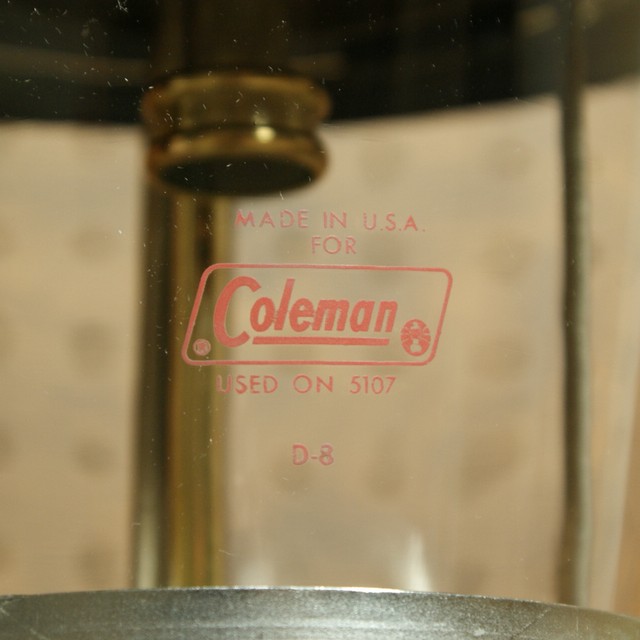 MADE IN U.S.A.
FOR
Coleman
USED ON 5107
D-8